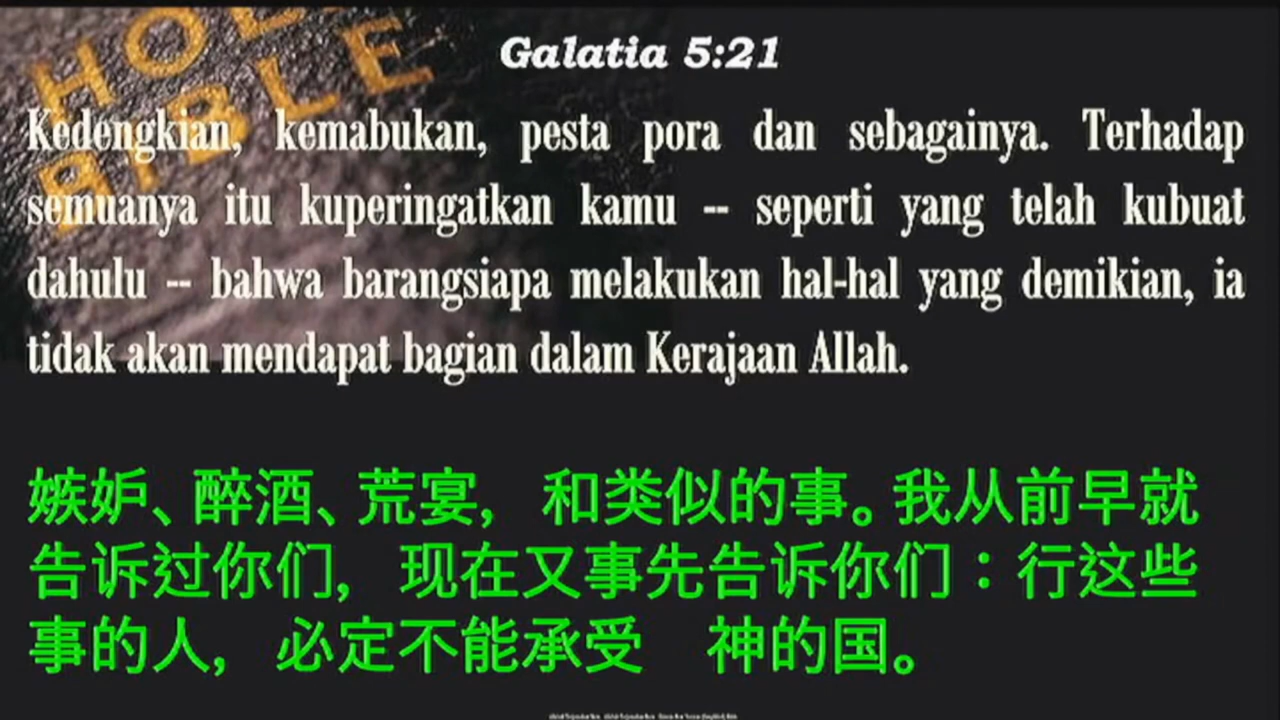 HOL
BIBLE
Galatia 5:21
Kedengkian, kemabukan, pesta pora dan sebagainya. Terhadap
semuanya itu kuperingatkan kamu -- seperti yang telah kubuat
dahulu -- bahwa barangsiapa melakukan hal-hal yang demikian, ia
tidak akan mendapat bagian dalam Kerajaan Allah.
嫉妒、醉酒、荒宴， 和类似的事。我从前早就
告诉过你们， 现在又事先告诉你们：行这些
事的人， 必定不能承受　神的国。